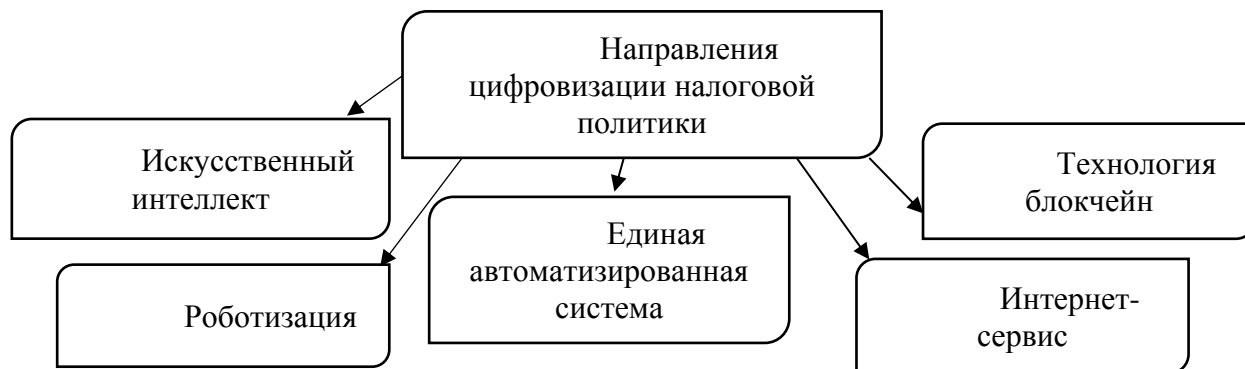 Направления
цифровизации налоговой
политики
Искусственный
интеллект
Технология
блокчейн
Единая
автоматизированная
система
Роботизация
Интернет-
сервис